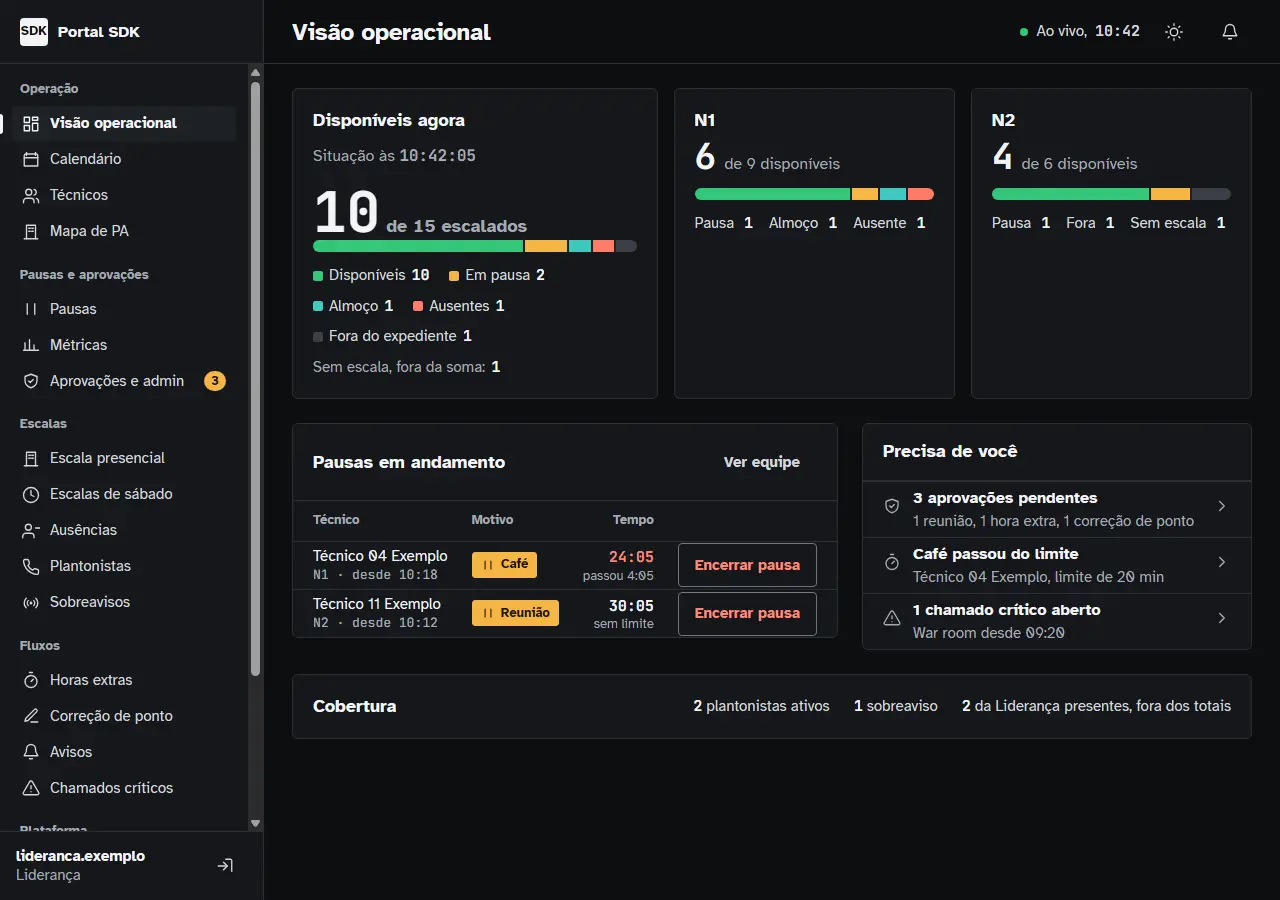 SDK Portal SDK
Operação
Visão operacional
Calendário
Técnicos
Mapa de PA
Pausas e aprovações
Pausas
Métricas
Aprovações e admin 3
Escalas
Escala presencial
Escalas de sábado
Ausências
Plantonistas
Sobreavisos
Fluxos
Horas extras
Correção de ponto
Avisos
Chamados críticos
Plataforma
lideranca.exemplo
Liderança
Visão operacional
Ao vivo, 10:42
Disponíveis agora
Situação às 10:42:05
10 de 15 escalados
Disponíveis 10 Em pausa 2
Almoço 1 Ausentes 1
Fora do expediente 1
Sem escala, fora da soma: 1
N1
6 de 9 disponíveis
Pausa 1 Almoço 1 Ausente 1
N2
4 de 6 disponíveis
Pausa 1 Fora 1 Sem escala 1
Pausas em andamento Ver equipe
Técnico Motivo Tempo
Técnico 04 Exemplo Café 24:05 Encerrar pausa
N1 · desde 10:18 passou 4:05
Técnico 11 Exemplo Reunião 30:05 Encerrar pausa
N2 · desde 10:12 sem limite
Precisa de você
3 aprovações pendentes
1 reunião, 1 hora extra, 1 correção de ponto
Café passou do limite
Técnico 04 Exemplo, limite de 20 min
1 chamado crítico aberto
War room desde 09:20
Cobertura 2 plantonistas ativos 1 sobreaviso 2 da Liderança presentes, fora dos totais